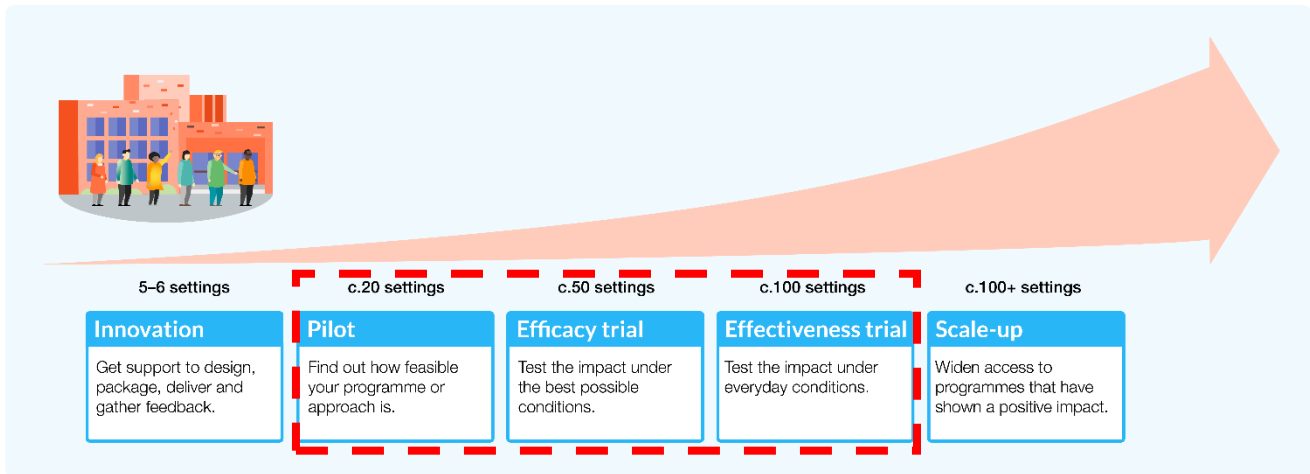 5–6 settings
c.20 settings
c.50 settings
c.100 settings
c.100+ settings
Innovation
Get support to design,
package, deliver and
gather feedback.
Pilot
Find out how feasible
your programme or
approach is.
Efficacy trial
Test the impact under
the best possible
conditions.
Effectiveness trial
Test the impact under
everyday conditions.
Scale-up
Widen access to
programmes that have
shown a positive impact.